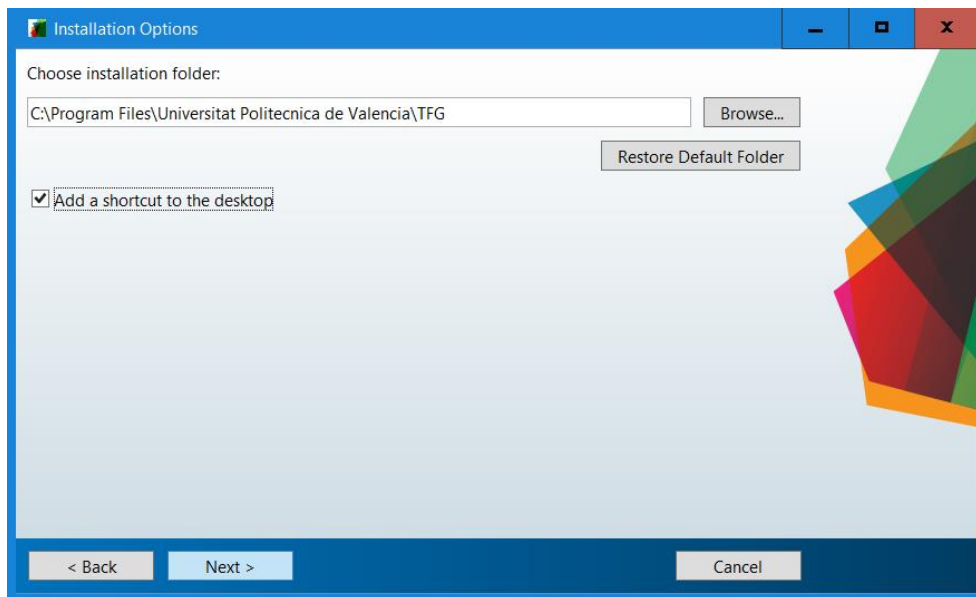 Installation Options
Choose installation folder:
C:\Program Files\Universitat Politecnica de Valencia\TFG
Browse...
Restore Default Folder
Add a shortcut to the desktop
< Back
Next >
Cancel